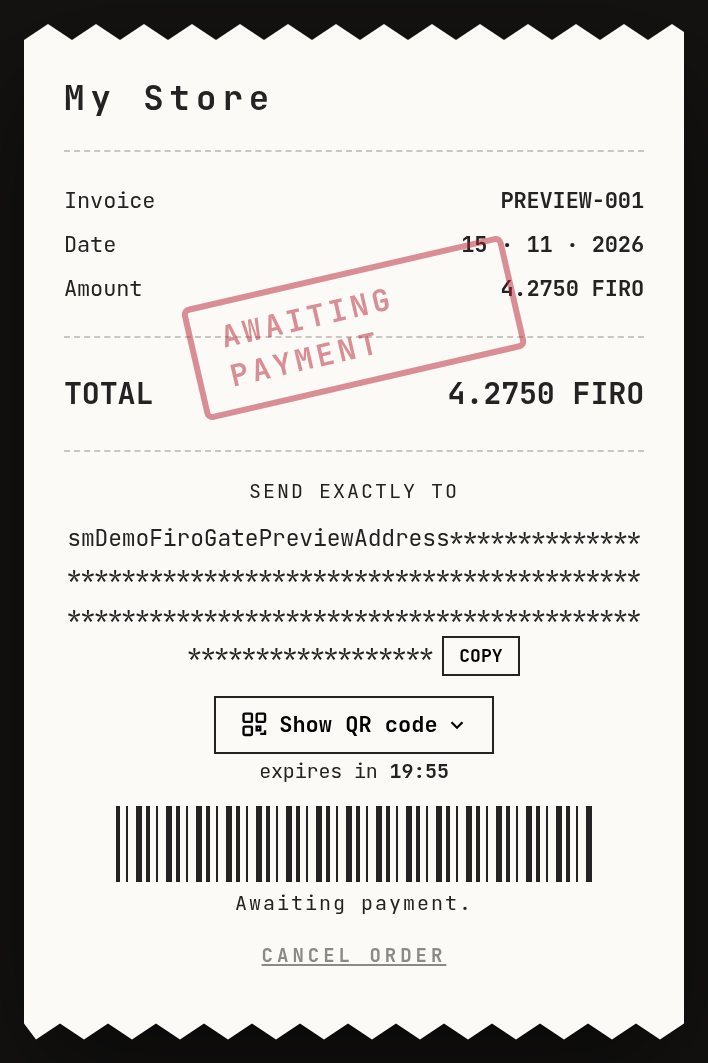 My Store
Invoice PREVIEW-001
Date 15 · 11 · 2026
Amount 4.2750 FIRO
AWAITING
PAYMENT
TOTAL 4.2750 FIRO
SEND EXACTLY TO
smDemoFiroGatePreviewAddress**************
******************************************
******************************************
****************** COPY
Show QR code
expires in 19:55
Awaiting payment.
CANCEL ORDER